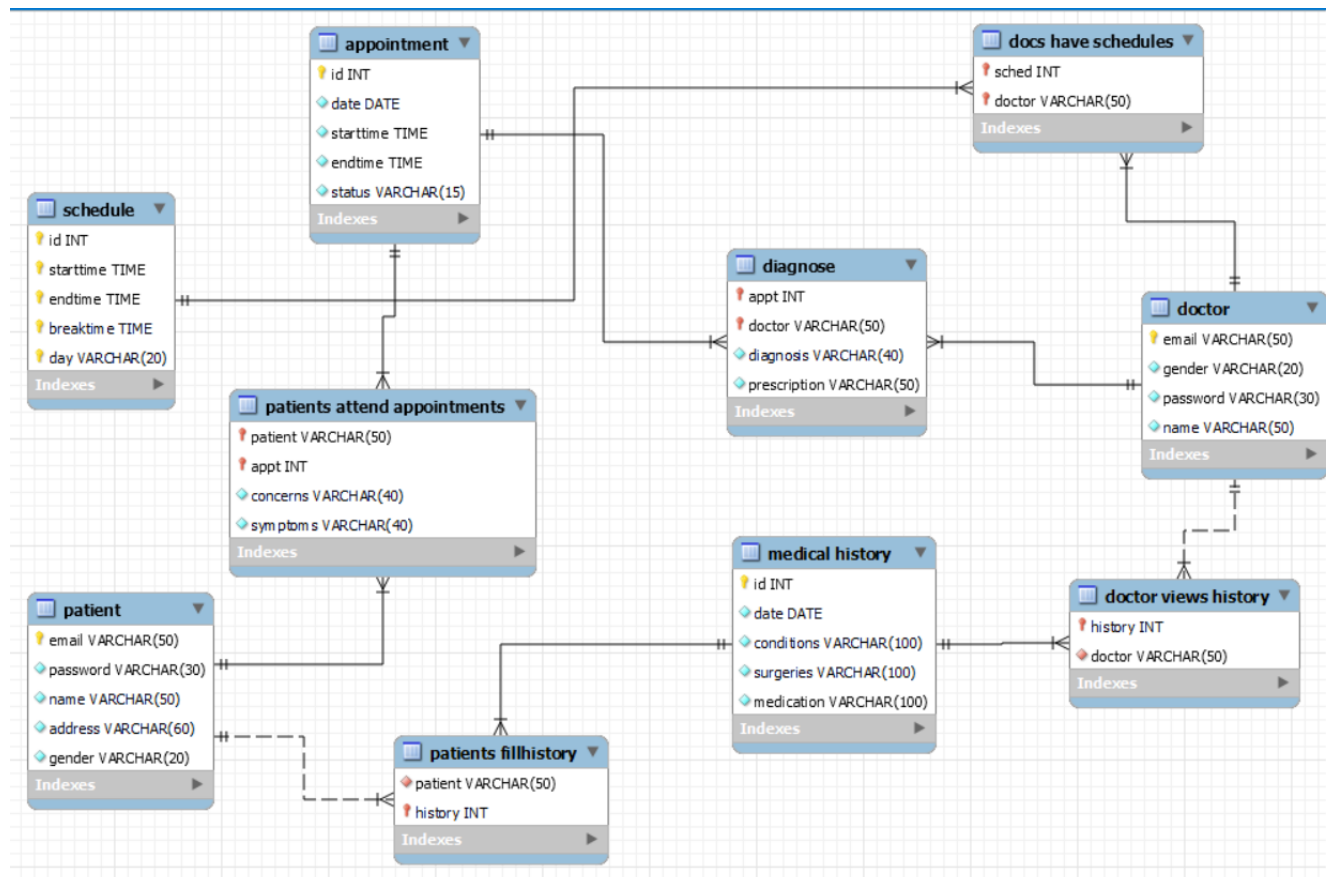 appointment
id INT
date DATE
starttime TIME
endtime TIME
status VARCHAR(15)
Indexes
docs have schedules
sched INT
doctor VARCHAR(50)
Indexes
schedule
id INT
starttime TIME
endtime TIME
breaktime TIME
day VARCHAR(20)
Indexes
diagnose
appt INT
doctor VARCHAR(50)
diagnosis VARCHAR(40)
prescription VARCHAR(50)
Indexes
doctor
email VARCHAR(50)
gender VARCHAR(20)
password VARCHAR(30)
name VARCHAR(50)
Indexes
patients attend appointments
patient VARCHAR(50)
appt INT
concerns VARCHAR(40)
symptoms VARCHAR(40)
Indexes
medical history
id INT
date DATE
conditions VARCHAR(100)
surgeries VARCHAR(100)
medication VARCHAR(100)
Indexes
doctor views history
history INT
doctor VARCHAR(50)
Indexes
patient
email VARCHAR(50)
password VARCHAR(30)
name VARCHAR(50)
address VARCHAR(60)
gender VARCHAR(20)
Indexes
patients fillhistory
patient VARCHAR(50)
history INT
Indexes